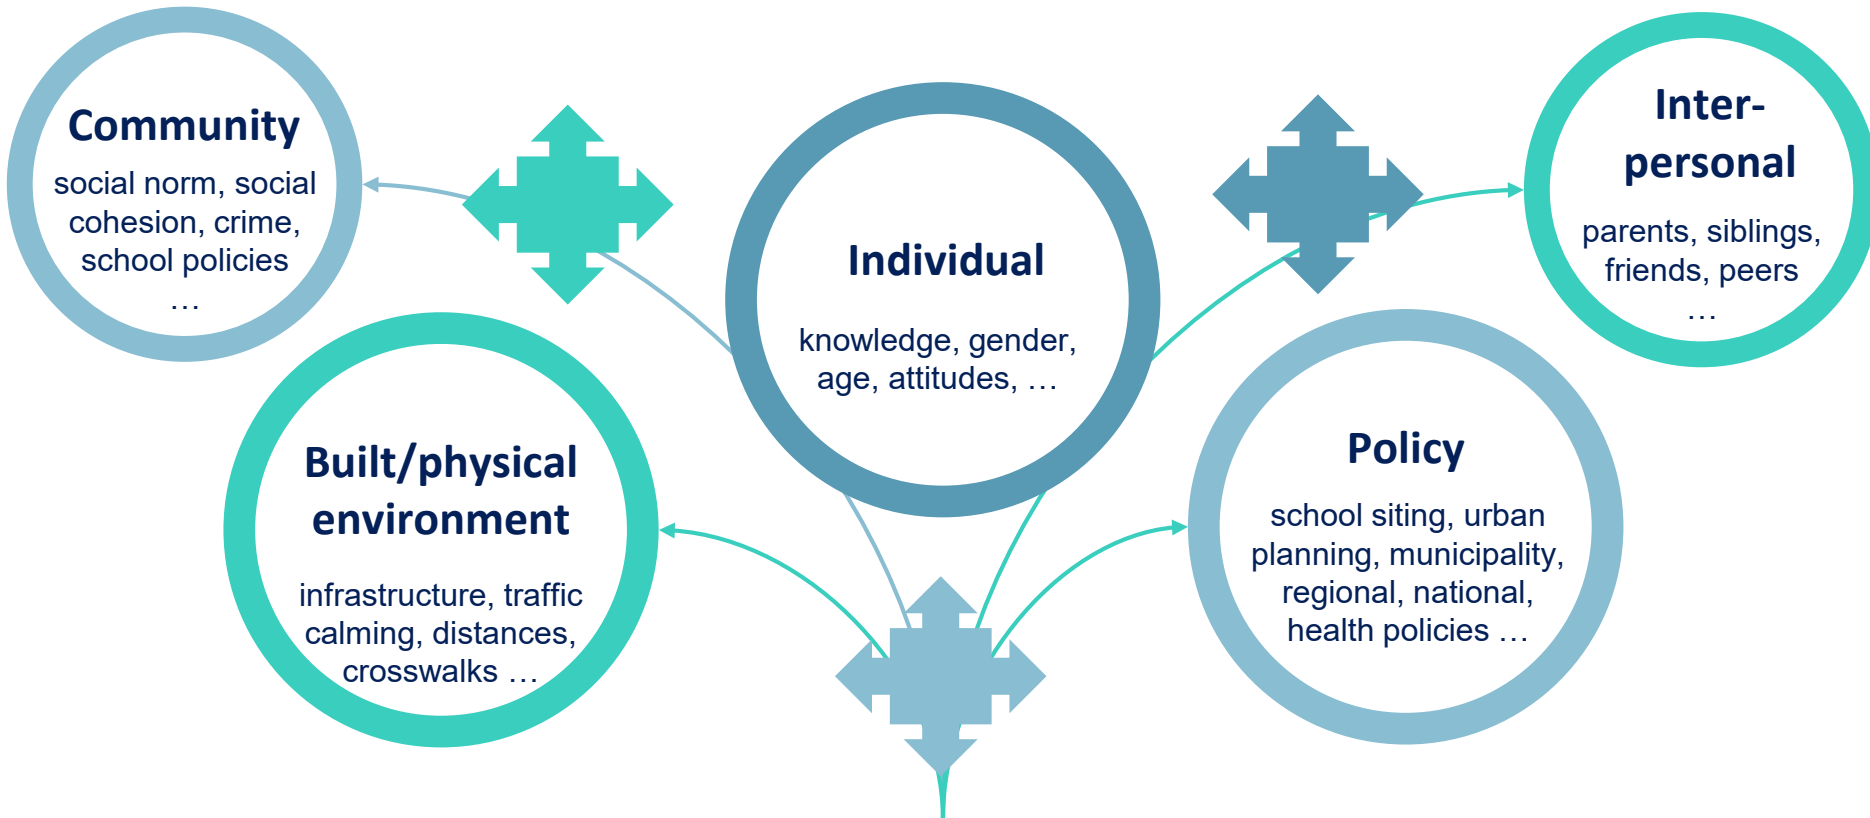 Community
social norm, social
cohesion, crime,
school policies
…
Individual
knowledge, gender,
age, attitudes, …
Inter-
personal
parents, siblings,
friends, peers
…
Built/physical
environment
infrastructure, traffic
calming, distances,
crosswalks …
Policy
school siting, urban
planning, municipality,
regional, national,
health policies …